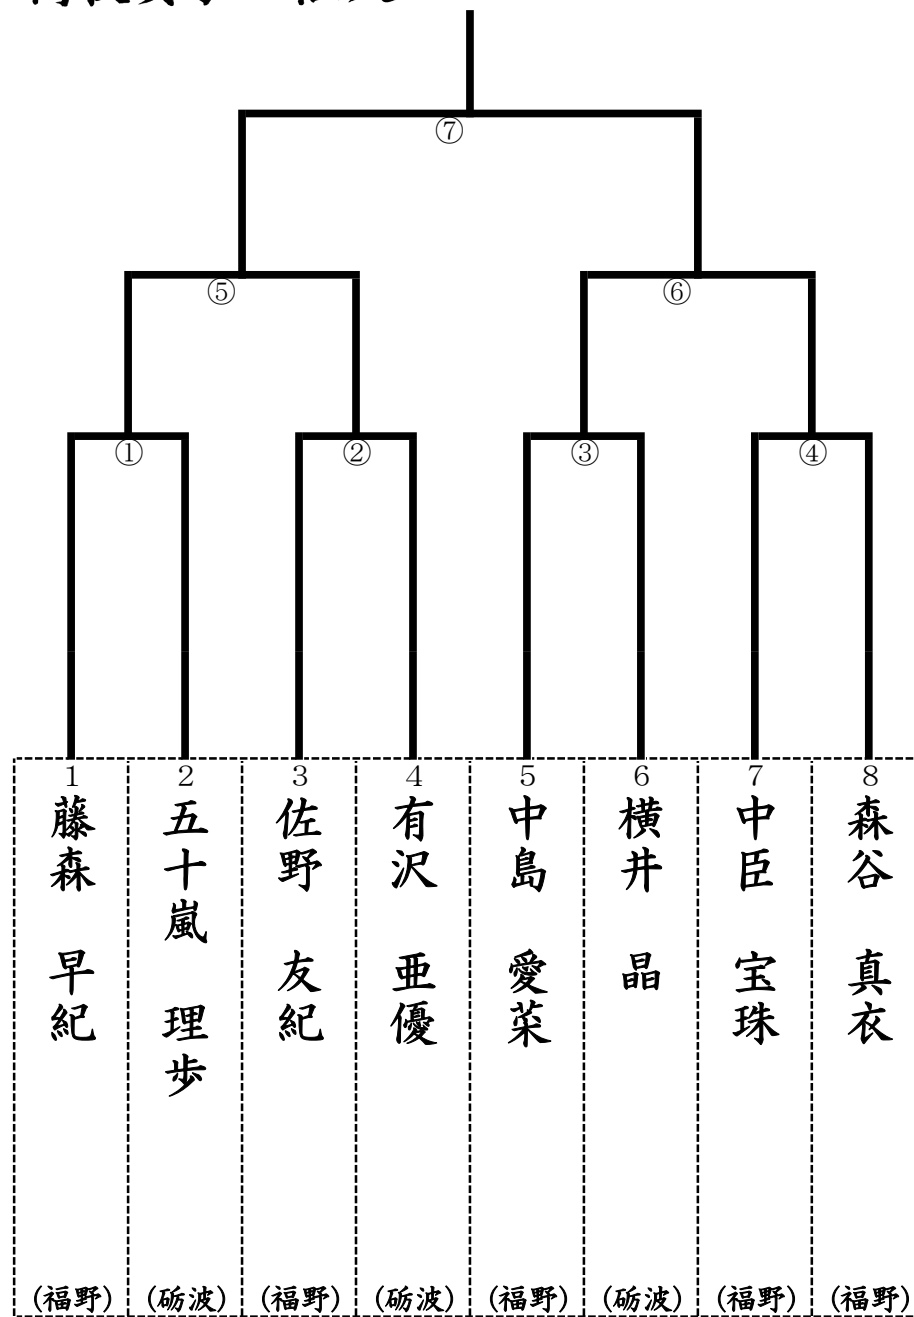 ⑦
⑤
⑥
①
②
③
④
1
藤森 早紀
(福野)
2
五十嵐 理歩
(砺波)
3
佐野 友紀
(福野)
4
有沢 亜優
(砺波)
5
中島 愛菜
(福野)
6
横井 晶
(砺波)
7
中臣 宝珠
(福野)
8
森谷 真衣
(福野)